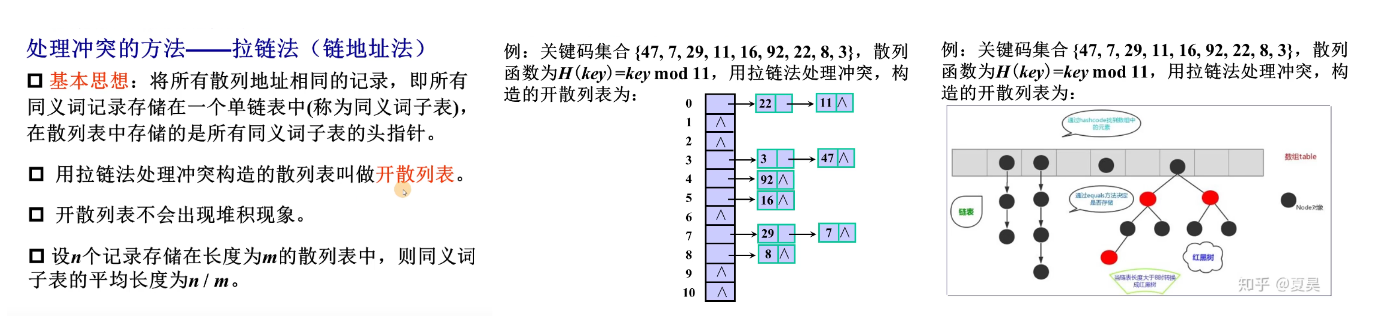 处理冲突的方法——拉链法（链地址法）
基本思想：将所有散列地址相同的记录，即所有
同义词记录存储在一个单链表中(称为同义词子表)，
在散列表中存储的是所有同义词子表的头指针。
用拉链法处理冲突构造的散列表叫做开散列表。
开散列表不会出现堆积现象。
设n个记录存储在长度为m的散列表中，则同义词
子表的平均长度为n / m。
例：关键码集合 {47, 7, 29, 11, 16, 92, 22, 8, 3}，散列
函数为H(key)=key mod 11，用拉链法处理冲突，构
造的开散列表为：
0 22 11 ∧
1 ∧
2 ∧
3 3 47 ∧
4 92 ∧
5 16 ∧
6 ∧
7 29 7 ∧
8 8 ∧
9 ∧
10 ∧
例：关键码集合 {47, 7, 29, 11, 16, 92, 22, 8, 3}，散列
函数为H(key)=key mod 11，用拉链法处理冲突，构
造的开散列表为：
通过hashcode找到数组中
的元素
数组table
链表
通过equals方法决定
是否存储
Node对象
红黑树
当链表长度大于8时转换
成红黑树
知乎 @夏昊